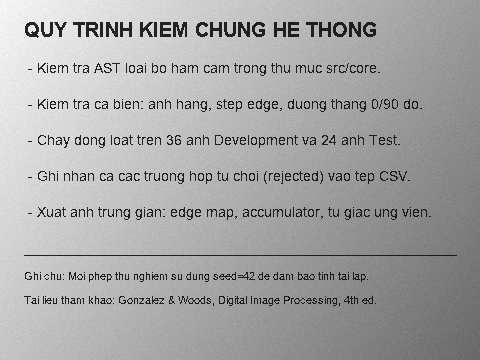 QUY TRINH KIEM CHUNG HE THONG
- Kiem tra AST loai bo ham cam trong thu muc src/core.
- Kiem tra ca bien: anh hang, step edge, duong thang 0/90 do.
- Chay dong loat tren 36 anh Development va 24 anh Test.
- Ghi nhan ca cac truong hop tu choi (rejected) vao tep CSV.
- Xuat anh trung gian: edge map, accumulator, tu giac ung vien.
Ghi chu: Moi phep thu nghiem su dung seed=42 de dam bao tinh tai lap.
Tai lieu tham khao: Gonzalez & Woods, Digital Image Processing, 4th ed.